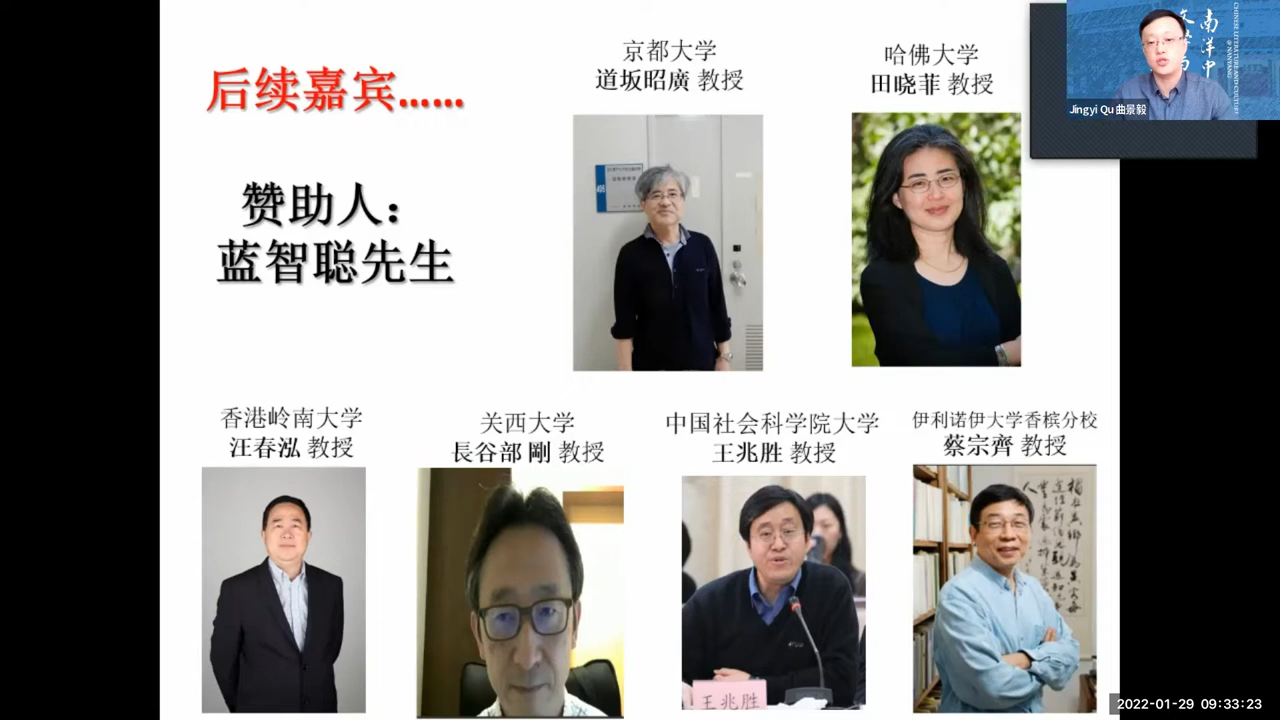 后续嘉宾……
赞助人：
蓝智聪先生
京都大学
道坂昭廣 教授
哈佛大学
田晓菲 教授
南洋中
CHINESE LITERATURE AND CULTURE
@ NANYANG
Jingyi Qu 曲景毅
香港岭南大学
汪春泓 教授
关西大学
長谷部 剛 教授
中国社会科学院大学
王兆胜 教授
伊利诺伊大学香槟分校
蔡宗齊 教授
王兆胜
2022-01-29 09:33:23